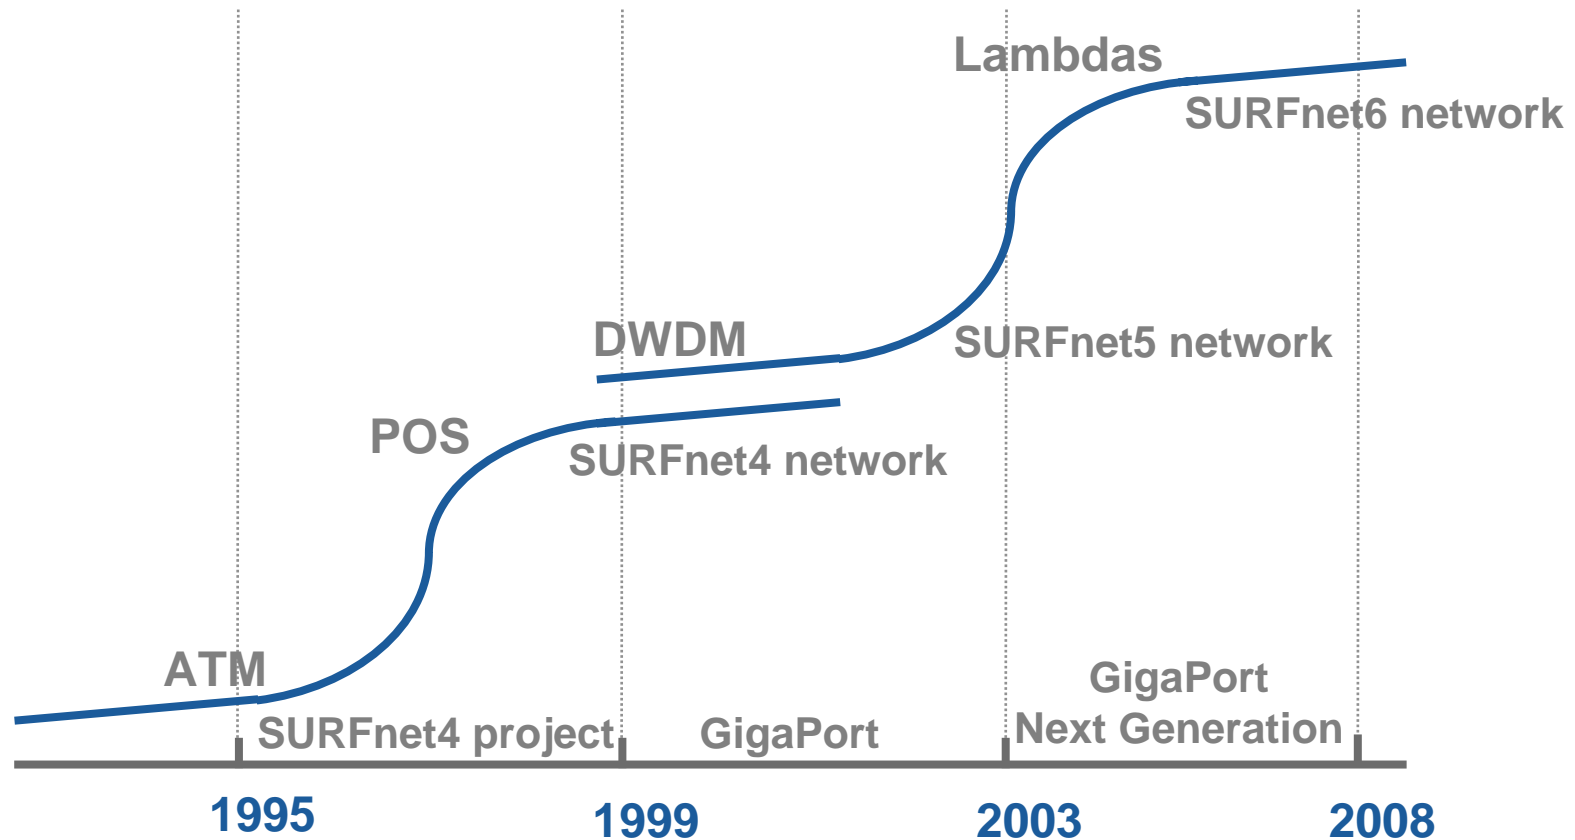 Lambdas
SURFnet6 network
DWDM
SURFnet5 network
POS
SURFnet4 network
ATM
SURFnet4 project
GigaPort
GigaPort
Next Generation
1995
1999
2003
2008